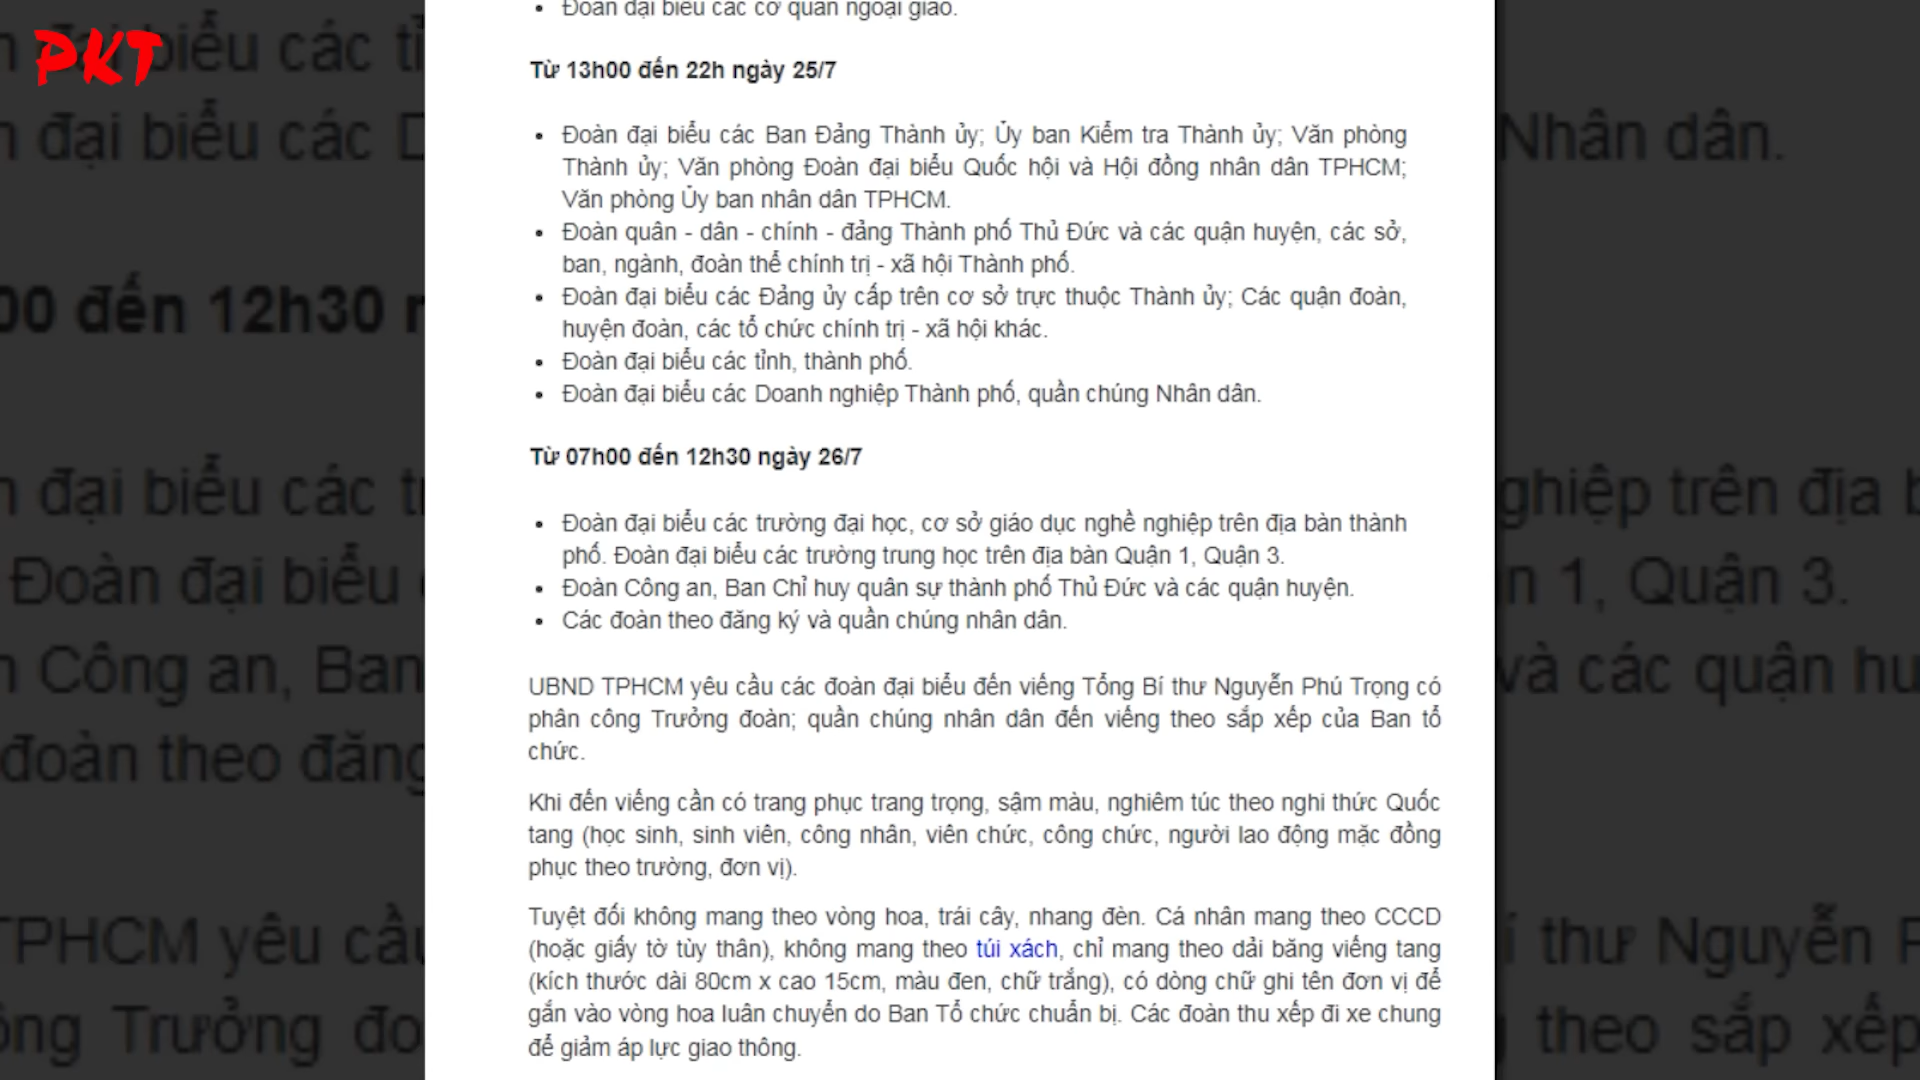 PKT
Đoàn đại biểu các cơ quan ngoại giao.
Từ 13h00 đến 22h ngày 25/7
Đoàn đại biểu các Ban Đảng Thành ủy; Ủy ban Kiểm tra Thành ủy; Văn phòng
Thành ủy; Văn phòng Đoàn đại biểu Quốc hội và Hội đồng nhân dân TPHCM;
Văn phòng Ủy ban nhân dân TPHCM.
Đoàn quân - dân - chính - đảng Thành phố Thủ Đức và các quận huyện, các sở,
ban, ngành, đoàn thể chính trị - xã hội Thành phố.
Đoàn đại biểu các Đảng ủy cấp trên cơ sở trực thuộc Thành ủy; Các quận đoàn,
huyện đoàn, các tổ chức chính trị - xã hội khác.
Đoàn đại biểu các tỉnh, thành phố.
Đoàn đại biểu các Doanh nghiệp Thành phố, quần chúng Nhân dân.
Từ 07h00 đến 12h30 ngày 26/7
Đoàn đại biểu các trường đại học, cơ sở giáo dục nghề nghiệp trên địa bàn thành
phố. Đoàn đại biểu các trường trung học trên địa bàn Quận 1, Quận 3.
Đoàn Công an, Ban Chỉ huy quân sự thành phố Thủ Đức và các quận huyện.
Các đoàn theo đăng ký và quần chúng nhân dân.
UBND TPHCM yêu cầu các đoàn đại biểu đến viếng Tổng Bí thư Nguyễn Phú Trọng có
phân công Trưởng đoàn; quần chúng nhân dân đến viếng theo sắp xếp của Ban tổ
chức.
Khi đến viếng cần có trang phục trang trọng, sậm màu, nghiêm túc theo nghi thức Quốc
tang (học sinh, sinh viên, công nhân, viên chức, công chức, người lao động mặc đồng
phục theo trường, đơn vị).
Tuyệt đối không mang theo vòng hoa, trái cây, nhang đèn. Cá nhân mang theo CCCD
(hoặc giấy tờ tùy thân), không mang theo túi xách, chỉ mang theo dải băng viếng tang
(kích thước dài 80cm x cao 15cm, màu đen, chữ trắng), có dòng chữ ghi tên đơn vị để
gắn vào vòng hoa luân chuyển do Ban Tổ chức chuẩn bị. Các đoàn thu xếp đi xe chung
để giảm áp lực giao thông.